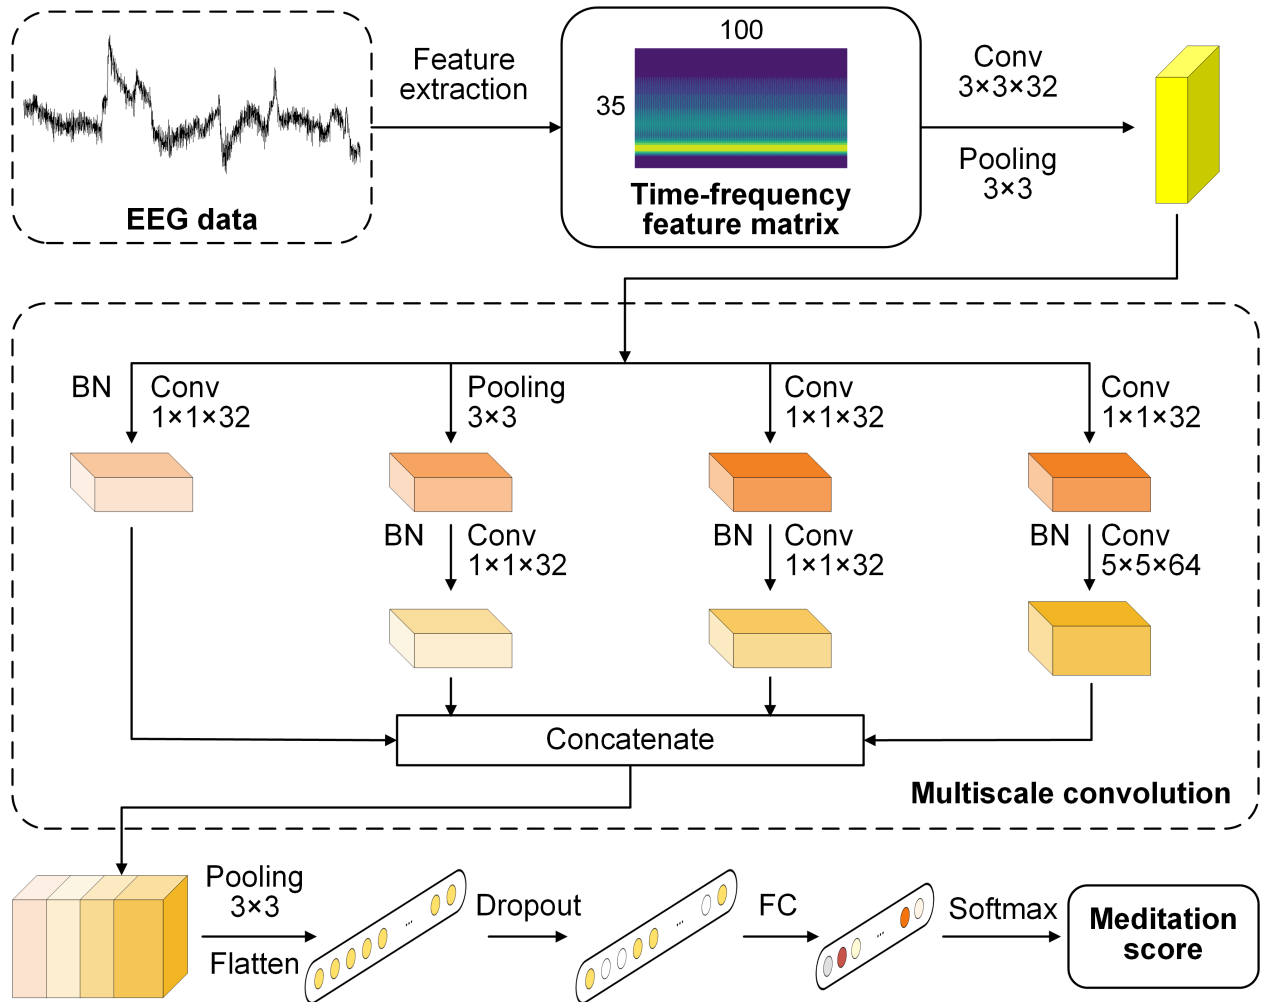 EEG data
Feature
extraction
100
35
Time-frequency
feature matrix
Conv
3×3×32
Pooling
3×3
BN
Conv
1×1×32
Pooling
3×3
Conv
1×1×32
Conv
1×1×32
BN
Conv
1×1×32
BN
Conv
1×1×32
BN
Conv
5×5×64
Concatenate
Multiscale convolution
Pooling
3×3
Flatten
...
Dropout
...
FC
...
Softmax
Meditation
score